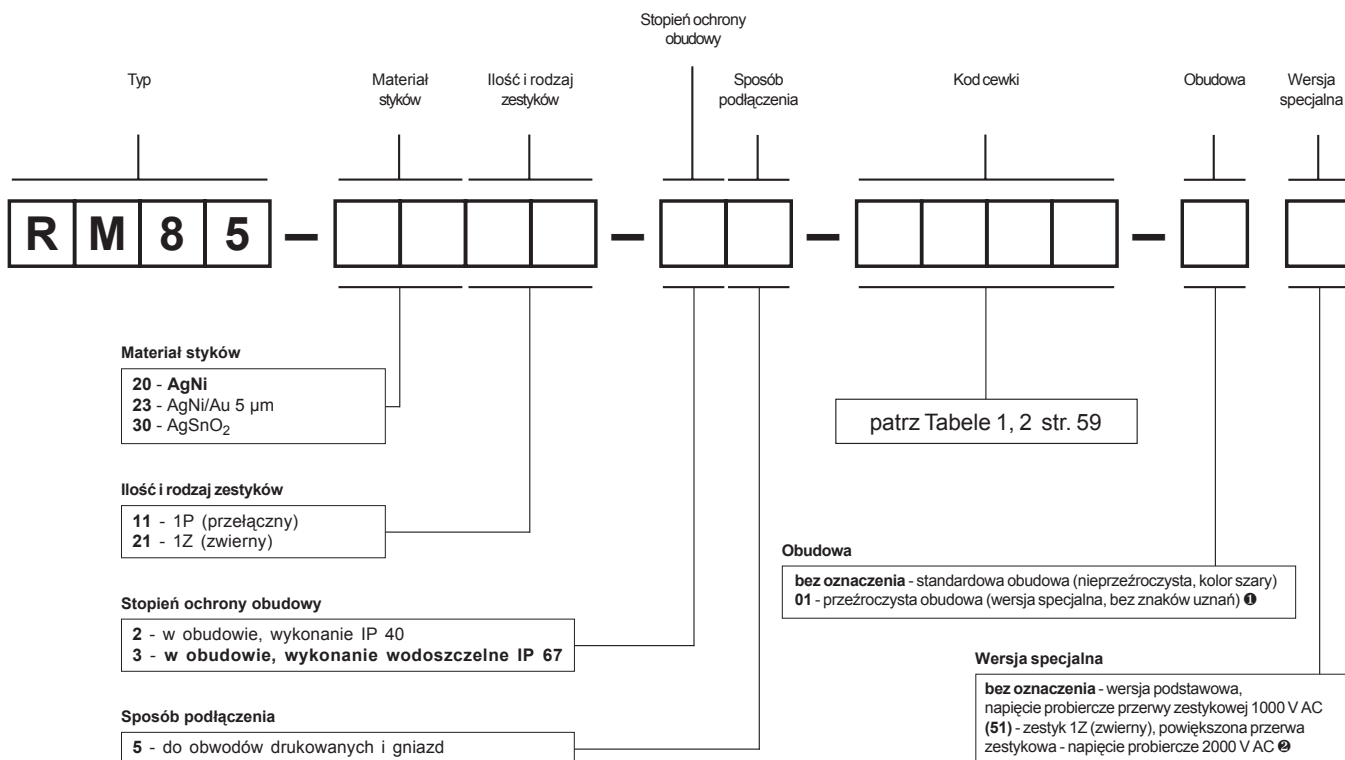 Stopień ochrony
obudowy
Typ
Materiał
styków
Ilość i rodzaj
zestyków
Sposób
podłączenia
Kod cewki
Obudowa
Wersja
specjalna
R M 8 5 – – – –
Materiał styków
20 - AgNi
23 - AgNi/Au 5 µm
30 - AgSnO₂
patrz Tabele 1, 2 str. 59
Ilość i rodzaj zestyków
11 - 1P (przełączny)
21 - 1Z (zwierny)
Obudowa
bez oznaczenia - standardowa obudowa (nieprzeźroczysta, kolor szary)
01 - przeźroczysta obudowa (wersja specjalna, bez znaków uznań) ❶
Stopień ochrony obudowy
2 - w obudowie, wykonanie IP 40
3 - w obudowie, wykonanie wodoszczelne IP 67
Wersja specjalna
bez oznaczenia - wersja podstawowa,
napięcie probiercze przerwy zestykowej 1000 V AC
(51) - zestyk 1Z (zwierny), powiększona przerwa
zestykowa - napięcie probiercze 2000 V AC ❷
Sposób podłączenia
5 - do obwodów drukowanych i gniazd